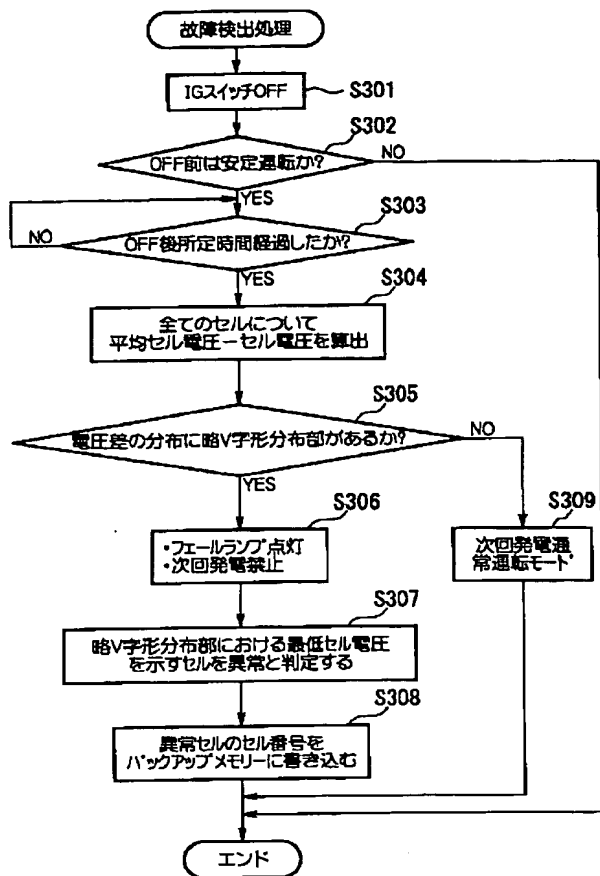 故障検出処理
IGスイッチOFF
S301
S302
OFF前は安定運転か?
NO
YES
S303
NO
OFF後所定時間経過したか?
YES
S304
全てのセルについて
平均セル電圧−セル電圧を算出
S305
電圧差の分布に略V字形分布部があるか?
NO
YES
S306
・フェールランプ点灯
・次回発電禁止
S309
次回発電通
常運転モード
S307
略V字形分布部における最低セル電圧
を示すセルを異常と判定する
S308
異常セルのセル番号を
バックアップメモリーに書き込む
エンド